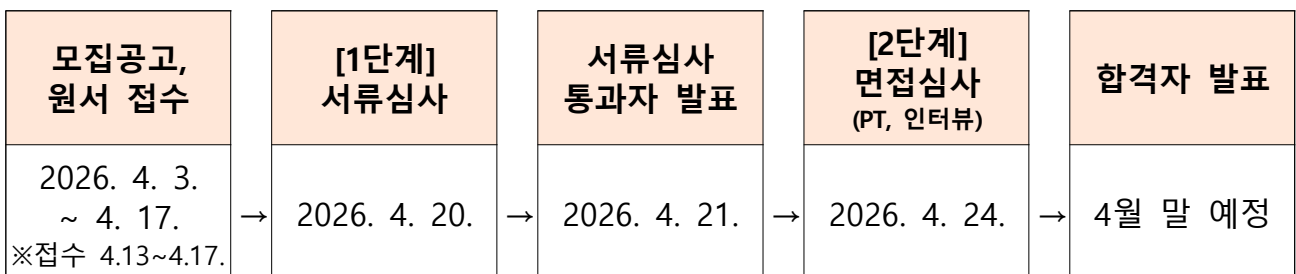 모집공고,
원서 접수
[1단계]
서류심사
서류심사
통과자 발표
[2단계]
면접심사
(PT, 인터뷰)
합격자 발표
2026. 4. 3.
~ 4. 17.
※접수 4.13~4.17.
→
2026. 4. 20.
→
2026. 4. 21.
→
2026. 4. 24.
→
4월 말 예정